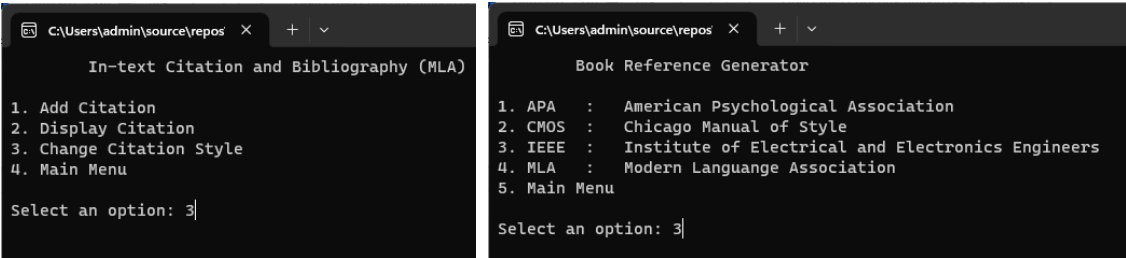 C:\Users\admin\source\repos
In-text Citation and Bibliography (MLA)
1. Add Citation
2. Display Citation
3. Change Citation Style
4. Main Menu
Select an option: 3
C:\Users\admin\source\repos
Book Reference Generator
1. APA : American Psychological Association
2. CMOS : Chicago Manual of Style
3. IEEE : Institute of Electrical and Electronics Engineers
4. MLA : Modern Languange Association
5. Main Menu
Select an option: 3